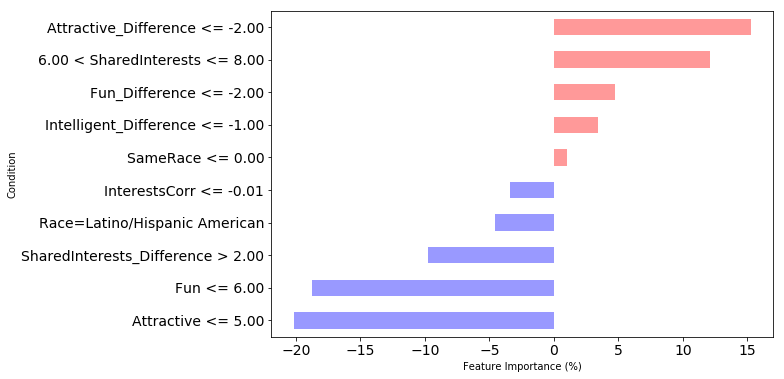 Attractive_Difference <= -2.00
6.00 < SharedInterests <= 8.00
Fun_Difference <= -2.00
Intelligent_Difference <= -1.00
SameRace <= 0.00
InterestsCorr <= -0.01
Race=Latino/Hispanic American
SharedInterests_Difference > 2.00
Fun <= 6.00
Attractive <= 5.00
Condition
−20 −15 −10 −5 0 5 10 15
Feature Importance (%)